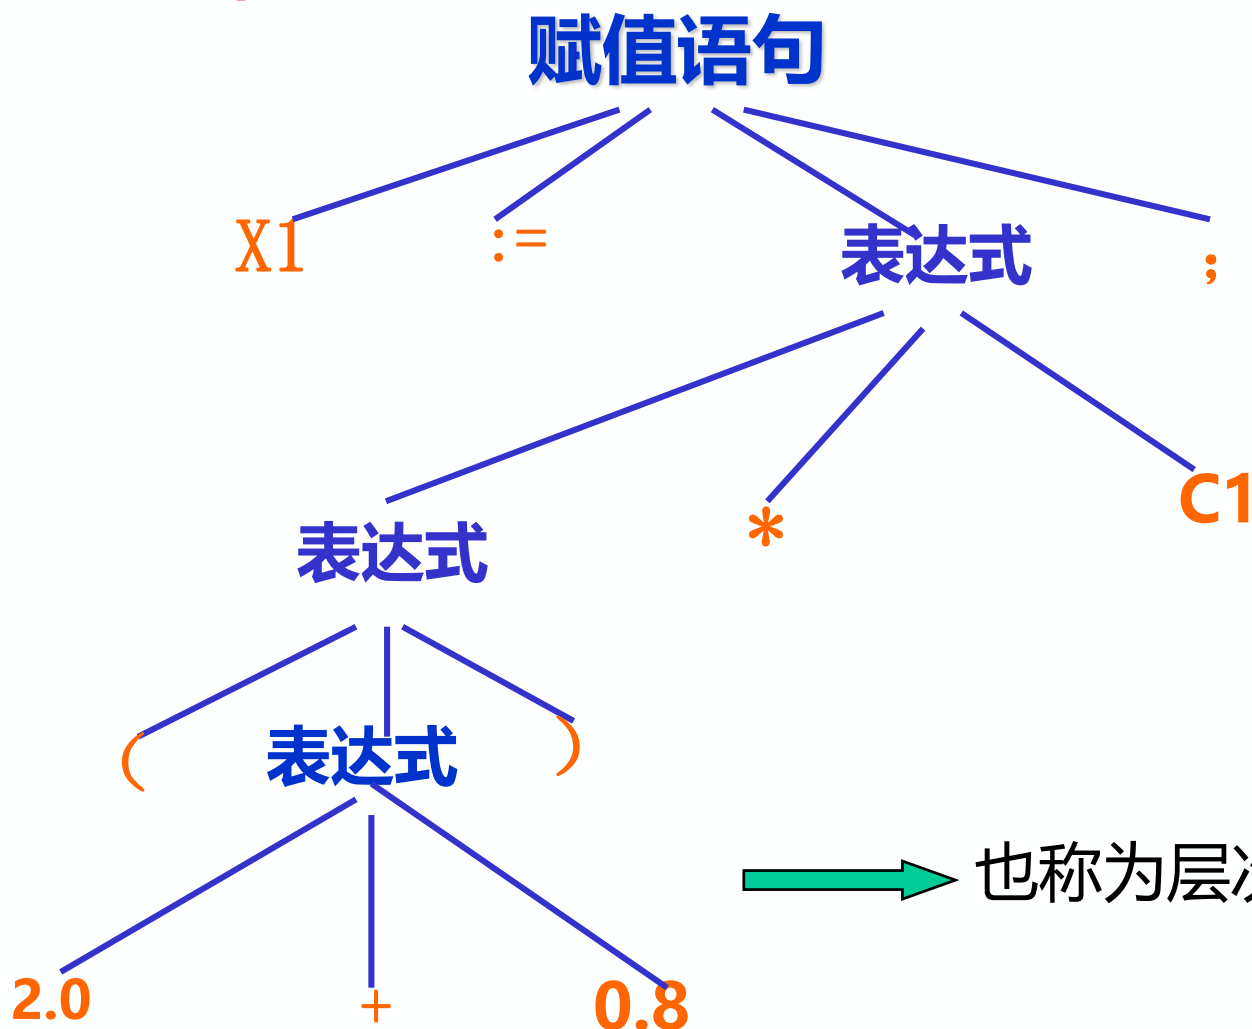 赋值语句
X1 := 表达式 ;
表达式 * C1
( 表达式 )
也称为层
2.0 + 0.8